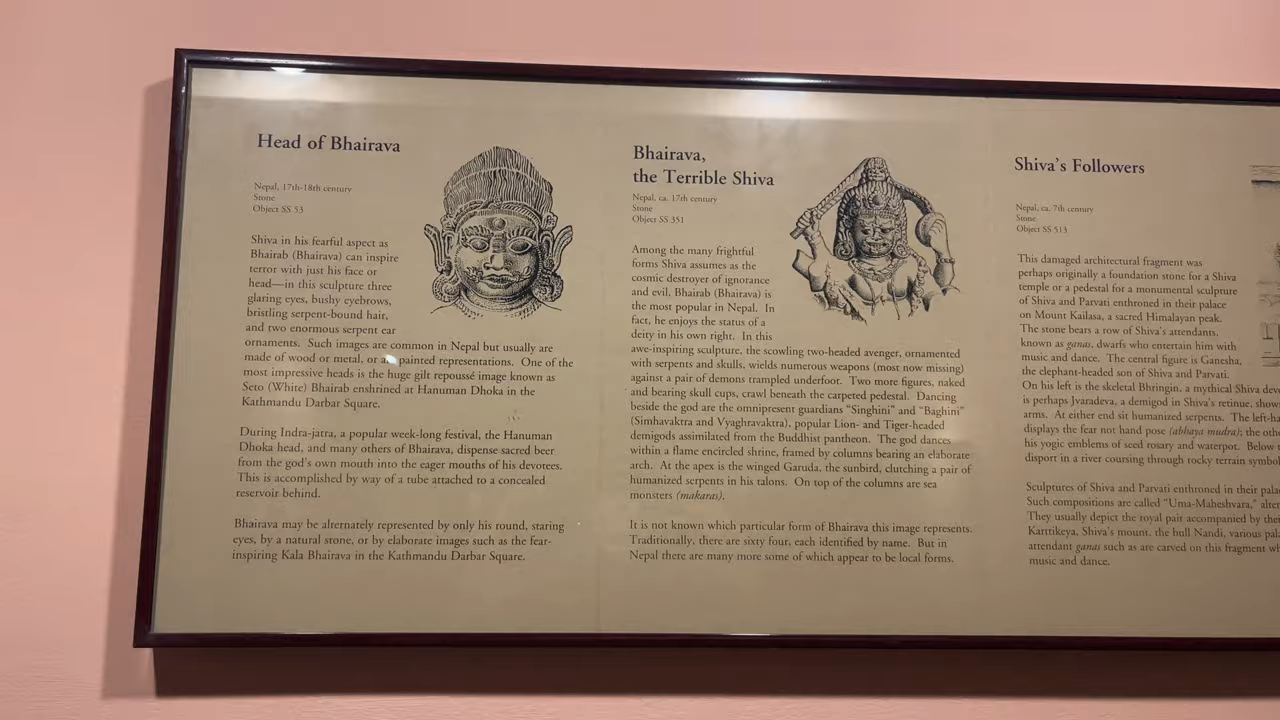 Head of Bhairava
Nepal, 17th-18th century
Stone
Object SS 53
Shiva in his fearful aspect as
Bhairab (Bhairava) can inspire
terror with just his face or
head—in this sculpture three
glaring eyes, bushy eyebrows,
bristling serpent-bound hair,
and two enormous serpent ear
ornaments. Such images are common in Nepal but usually are
made of wood or metal, or as painted representations. One of the
most impressive heads is the huge gilt repoussé image known as
Seto (White) Bhairab enshrined at Hanuman Dhoka in the
Kathmandu Darbar Square.
During Indra-jatra, a popular week-long festival, the Hanuman
Dhoka head, and many others of Bhairava, dispense sacred beer
from the god's own mouth into the eager mouths of his devotees.
This is accomplished by way of a tube attached to a concealed
reservoir behind.
Bhairava may be alternately represented by only his round, staring
eyes, by a natural stone, or by elaborate images such as the fear-
inspiring Kala Bhairava in the Kathmandu Darbar Square.
Bhairava,
the Terrible Shiva
Nepal, ca. 17th century
Stone
Object SS 351
Among the many frightful
forms Shiva assumes as the
cosmic destroyer of ignorance
and evil, Bhairab (Bhairava) is
the most popular in Nepal. In
fact, he enjoys the status of a
deity in his own right. In this
awe-inspiring sculpture, the scowling two-headed avenger, ornamented
with serpents and skulls, wields numerous weapons (most now missing)
against a pair of demons trampled underfoot. Two more figures, naked
and bearing skull cups, crawl beneath the carpeted pedestal. Dancing
beside the god are the omnipresent guardians "Singhini" and "Baghini"
(Simhavaktra and Vyaghravaktra), popular Lion- and Tiger-headed
demigods assimilated from the Buddhist pantheon. The god dances
within a flame encircled shrine, framed by columns bearing an elaborate
arch. At the apex is the winged Garuda, the sunbird, clutching a pair of
humanized serpents in his talons. On top of the columns are sea
monsters (makaras).
It is not known which particular form of Bhairava this image represents.
Traditionally, there are sixty four, each identified by name. But in
Nepal there are many more some of which appear to be local forms.
Shiva's Followers
Nepal, ca. 7th century
Stone
Object SS 513
This damaged architectural fragment was
perhaps originally a foundation stone for a Shiva
temple or a pedestal for a monumental sculpture
of Shiva and Parvati enthroned in their palace
on Mount Kailasa, a sacred Himalayan peak.
The stone bears a row of Shiva's attendants,
known as ganas, dwarfs who entertain him with
music and dance. The central figure is Ganesha,
the elephant-headed son of Shiva and Parvati.
On his left is the skeletal Bhringin, a mythical Shiva
is perhaps Jvaradeva, a demigod in Shiva's retinue,
arms. At either end sit humanized serpents. The
displays the fear not hand pose (abhaya mudra); the
his yogic emblems of seed rosary and waterpot. Below
disport in a river coursing through rocky terrain
Sculptures of Shiva and Parvati enthroned in their
Such compositions are called "Uma-Maheshvara,"
They usually depict the royal pair accompanied by
Karttikeya, Shiva's mount, the bull Nandi, various
attendant ganas such as are carved on this fragment
music and dance.